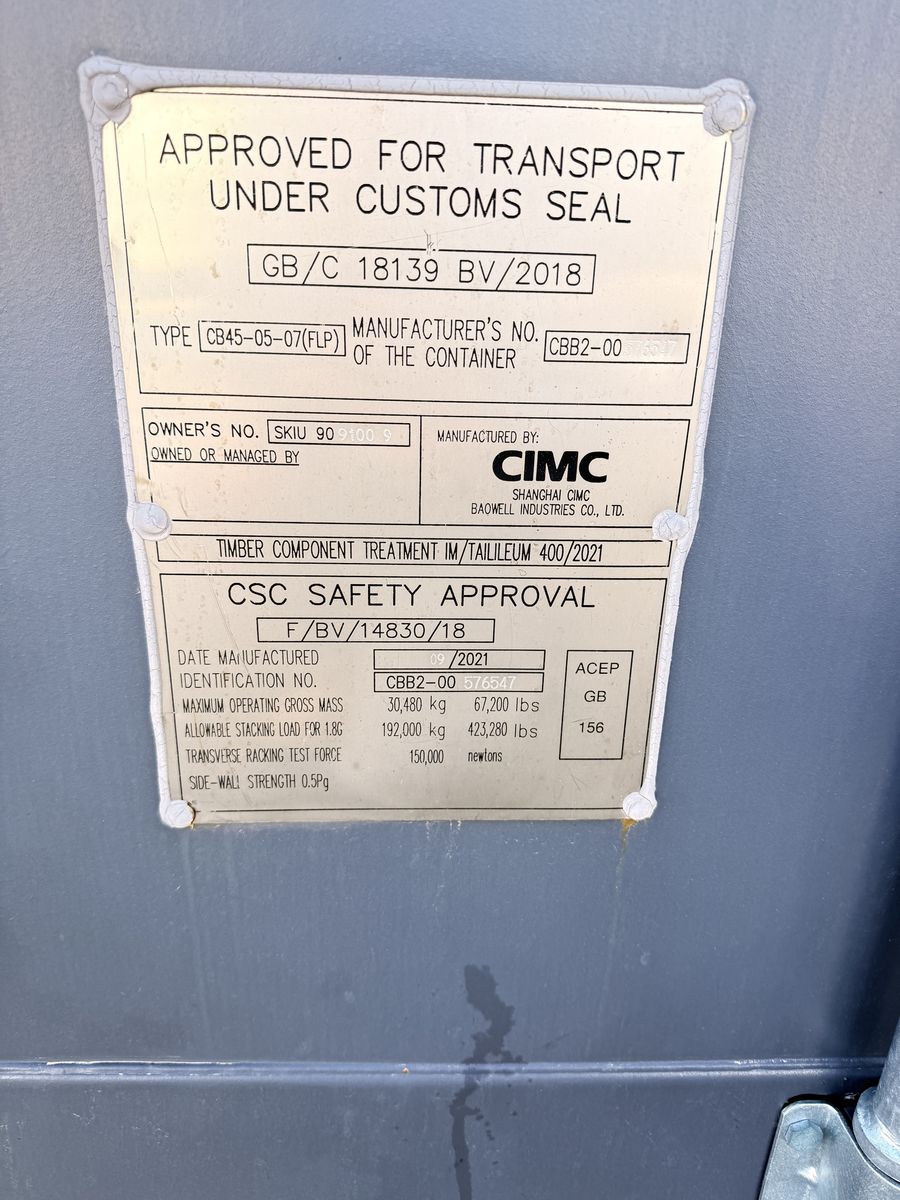 APPROVED FOR TRANSPORT
UNDER CUSTOMS SEAL
GB/C 18139 BV/2018
TYPE CB45-05-07(FLP) MANUFACTURER'S NO. OF THE CONTAINER CBB2-00 576547
OWNER'S NO. SKIU 90 9100 9
OWNED OR MANAGED BY
MANUFACTURED BY:
CIMC
SHANGHAI CIMC
BAOWELL INDUSTRIES CO., LTD.
TIMBER COMPONENT TREATMENT IM/TAILILEUM 400/2021
CSC SAFETY APPROVAL
F/BV/14830/18
DATE MANUFACTURED 09 /2021
IDENTIFICATION NO. CBB2-00 576547
MAXIMUM OPERATING GROSS MASS 30,480 kg 67,200 lbs
ALLOWABLE STACKING LOAD FOR 1.8G 192,000 kg 423,280 lbs
TRANSVERSE RACKING TEST FORCE 150,000 newtons
SIDE-WALL STRENGTH 0.5Pg
ACEP
GB
156